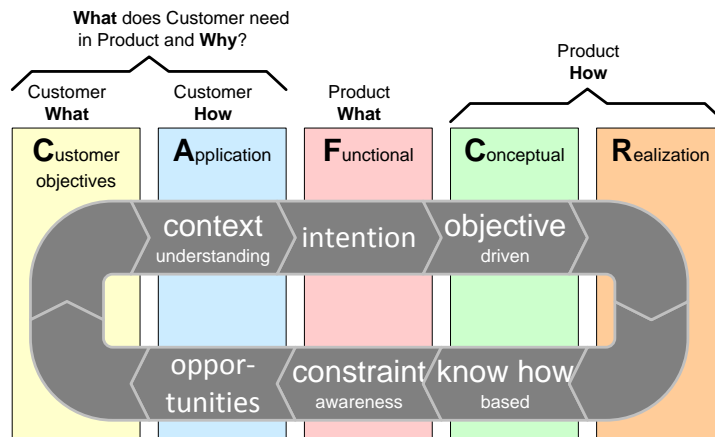 What does Customer need
in Product and Why?
Customer
What
Customer
How
Product
What
Product
How
Customer
objectives
Application
Functional
Conceptual
Realization
context
understanding
intention
objective
driven
oppor-
tunities
constraint
awareness
know how
based